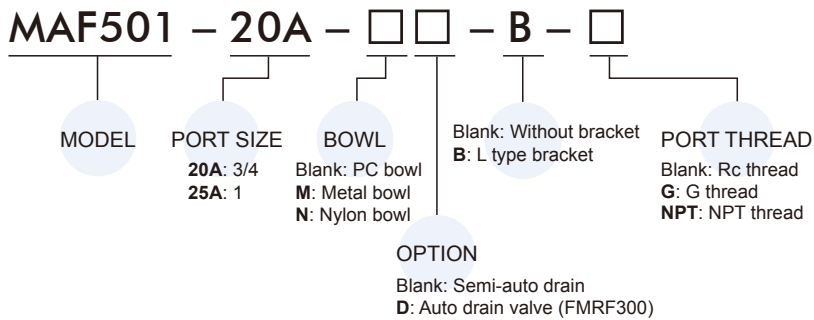 MAF501 – 20A – □ □ – B – □
MODEL
PORT SIZE
20A: 3/4
25A: 1
BOWL
Blank: PC bowl
M: Metal bowl
N: Nylon bowl
OPTION
Blank: Semi-auto drain
D: Auto drain valve (FMRF300)
Blank: Without bracket
B: L type bracket
PORT THREAD
Blank: Rc thread
G: G thread
NPT: NPT thread